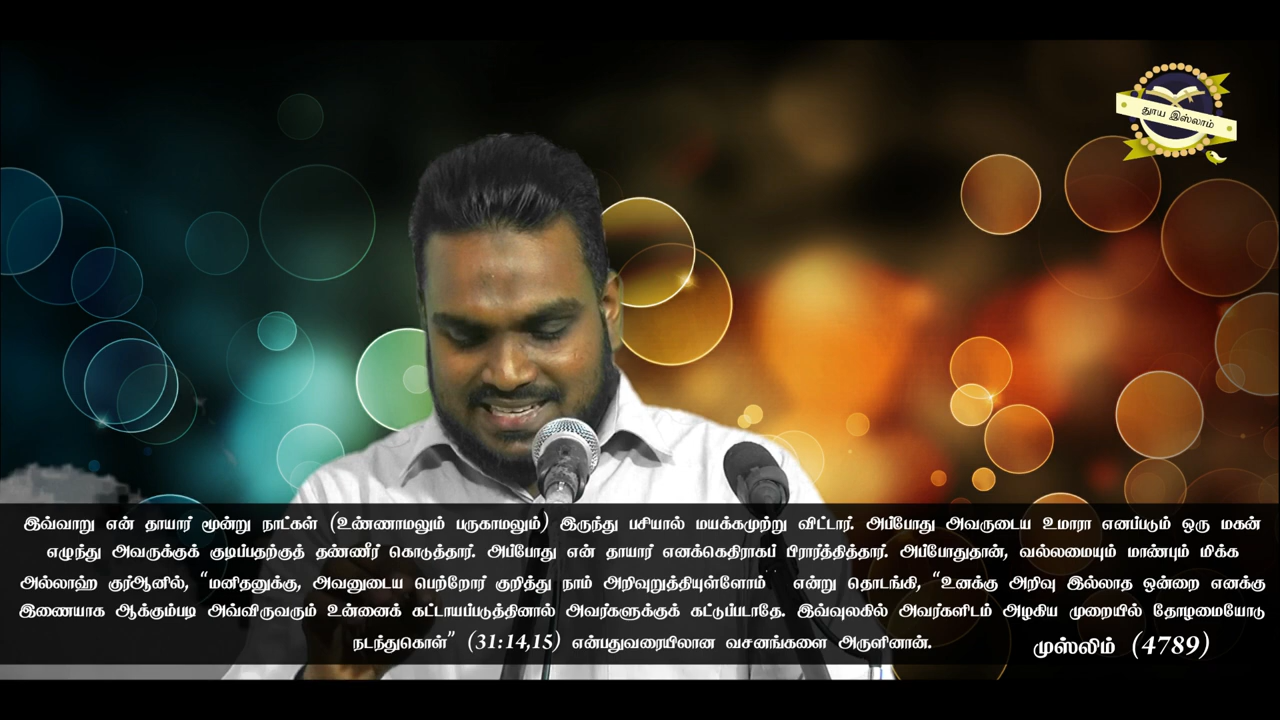 தூய இஸ்லாம்
இவ்வாறு என் தாயார் மூன்று நாட்கள் (உண்ணாமலும் பருகாமலும்) இருந்து பசியால் மயக்கமுற்று விட்டார். அப்போது அவருடைய உமாரா எனப்படும் ஒரு மகன்
எழுந்து அவருக்குக் குடிப்பதற்குத் தண்ணீர் கொடுத்தார். அப்போது என் தாயார் எனக்கெதிராகப் பிரார்த்தித்தார். அப்போதுதான், வல்லமையும் மாண்பும் மிக்க
அல்லாஹ் குர்ஆனில், “மனிதனுக்கு, அவனுடைய பெற்றோர் குறித்து நாம் அறிவுறுத்தியுள்ளோம்¨ என்று தொடங்கி, “உனக்கு அறிவு இல்லாத ஒன்றை எனக்கு
இணையாக ஆக்கும்படி அவ்விருவரும் உன்னைக் கட்டாயப்படுத்தினால் அவர்களுக்குக் கட்டுப்படாதே. இவ்வுலகில் அவர்களிடம் அழகிய முறையில் தோழமையோடு
நடந்துகொள்” (31:14,15) என்பதுவரையிலான வசனங்களை அருளினான்.
முஸ்லிம் (4789)